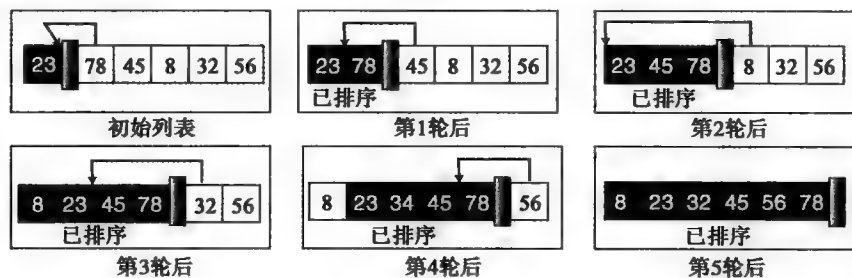 23 78 45 8 32 56
初始列表
23 78 45 8 32 56
已排序
第1轮后
23 45 78 8 32 56
已排序
第2轮后
8 23 45 78 32 56
已排序
第3轮后
8 23 34 45 78 56
已排序
第4轮后
8 23 32 45 56 78
已排序
第5轮后